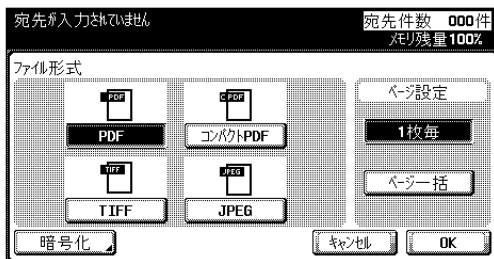 宛先が入力されていません
宛先件数 000件
メモリ残量100%
ファイル形式
ページ設定
PDF
C PDF
PDF
コンパクトPDF
1枚毎
TIFF
JPEG
ページ一括
TIFF
JPEG
暗号化
キャンセル
OK